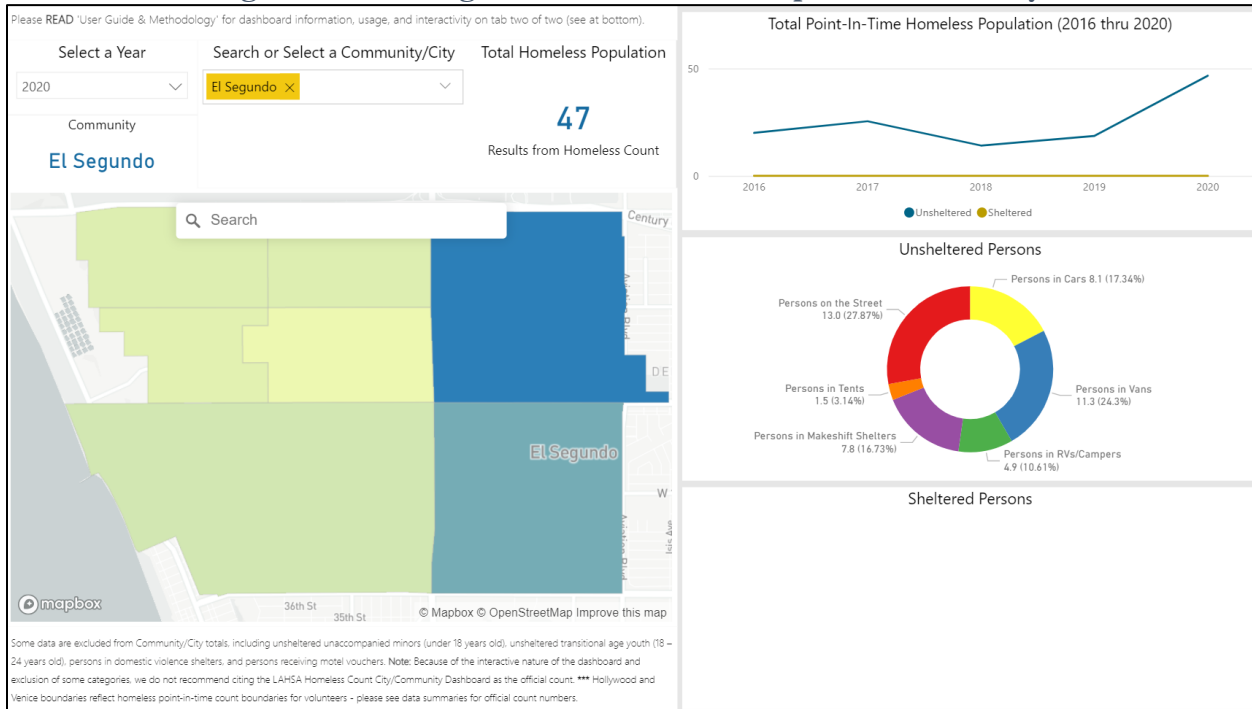 Please READ 'User Guide & Methodology' for dashboard information, usage, and interactivity on tab two of two (see at bottom).
Select a Year
2020
Search or Select a Community/City
El Segundo ×
Total Homeless Population
47
Results from Homeless Count
Community
El Segundo
Search
Century
Aviation Blvd
DE
El Segundo
W
Aviation Blvd
Isis Ave
36th St
35th St
mapbox
© Mapbox © OpenStreetMap Improve this map
Some data are excluded from Community/City totals, including unsheltered unaccompanied minors (under 18 years old), unsheltered transitional age youth (18 –
24 years old), persons in domestic violence shelters, and persons receiving motel vouchers. Note: Because of the interactive nature of the dashboard and
exclusion of some categories, we do not recommend citing the LAHSA Homeless Count City/Community Dashboard as the official count. *** Hollywood and
Venice boundaries reflect homeless point-in-time count boundaries for volunteers - please see data summaries for official count numbers.
Total Point-In-Time Homeless Population (2016 thru 2020)
50
0
2016 2017 2018 2019 2020
Unsheltered Sheltered
Unsheltered Persons
Persons in Cars 8.1 (17.34%)
Persons on the Street
13.0 (27.87%)
Persons in Tents
1.5 (3.14%)
Persons in Vans
11.3 (24.3%)
Persons in Makeshift Shelters
7.8 (16.73%)
Persons in RVs/Campers
4.9 (10.61%)
Sheltered Persons